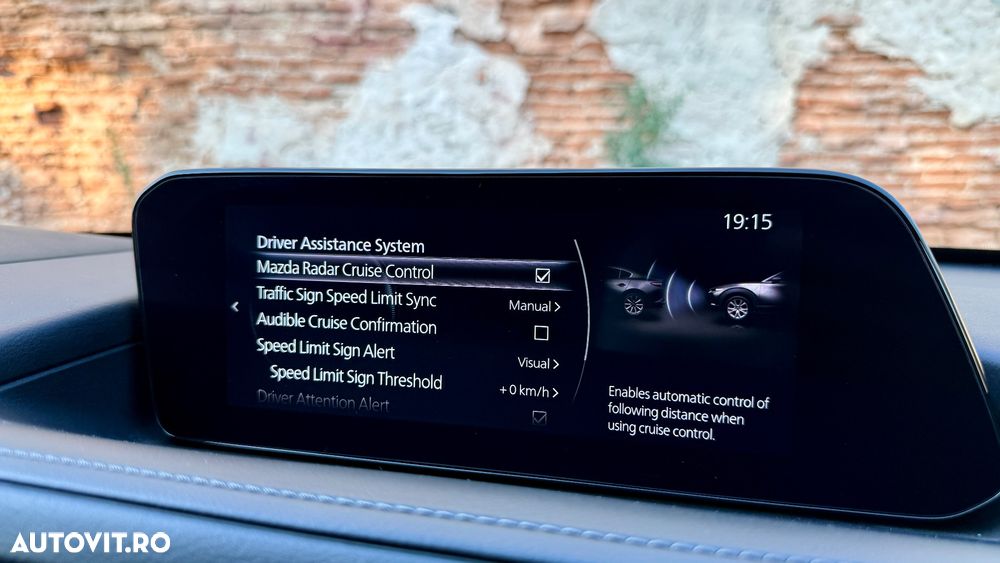 19:15
Driver Assistance System
Mazda Radar Cruise Control
Traffic Sign Speed Limit Sync Manual >
Audible Cruise Confirmation
Speed Limit Sign Alert Visual >
Speed Limit Sign Threshold +0 km/h >
Driver Attention Alert
Enables automatic control of
following distance when
using cruise control.
AUTOVIT.RO